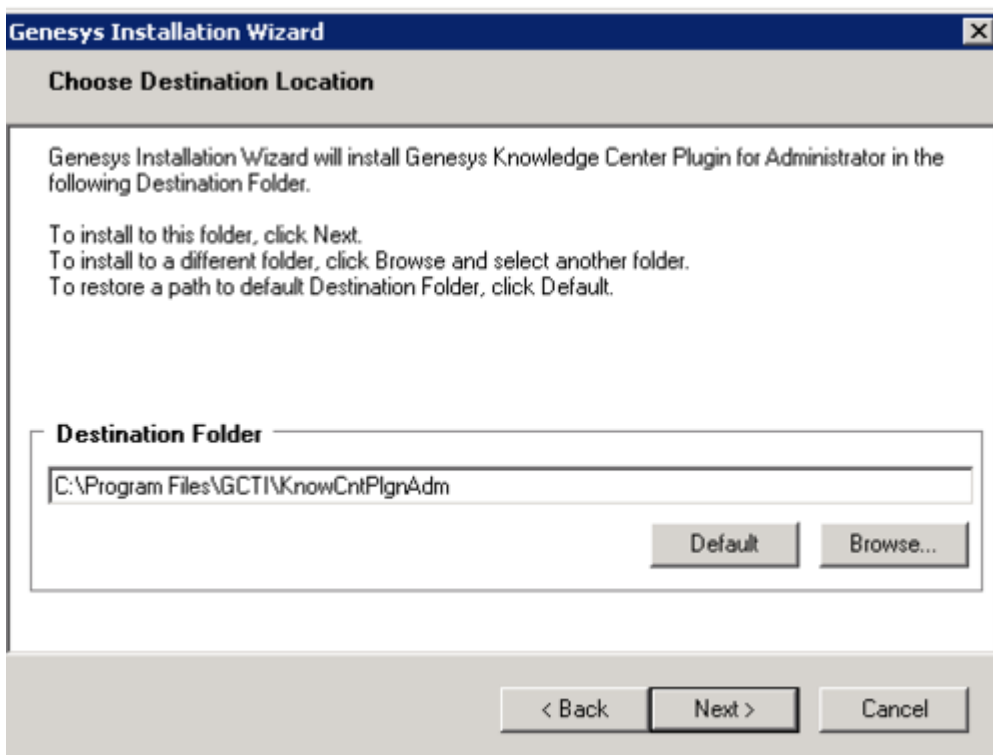 Genesys Installation Wizard
Choose Destination Location
Genesys Installation Wizard will install Genesys Knowledge Center Plugin for Administrator in the
following Destination Folder.
To install to this folder, click Next.
To install to a different folder, click Browse and select another folder.
To restore a path to default Destination Folder, click Default.
Destination Folder
C:\Program Files\GCTI\KnowCntPlgnAdm
Default Browse...
< Back Next > Cancel